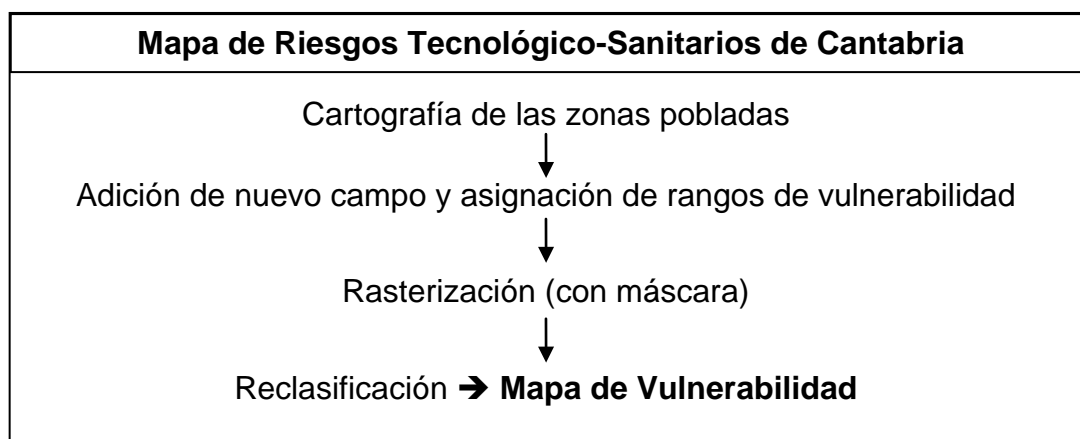 Mapa de Riesgos Tecnológico-Sanitarios de Cantabria
Cartografía de las zonas pobladas
Adición de nuevo campo y asignación de rangos de vulnerabilidad
Rasterización (con máscara)
Reclasificación ➔ Mapa de Vulnerabilidad